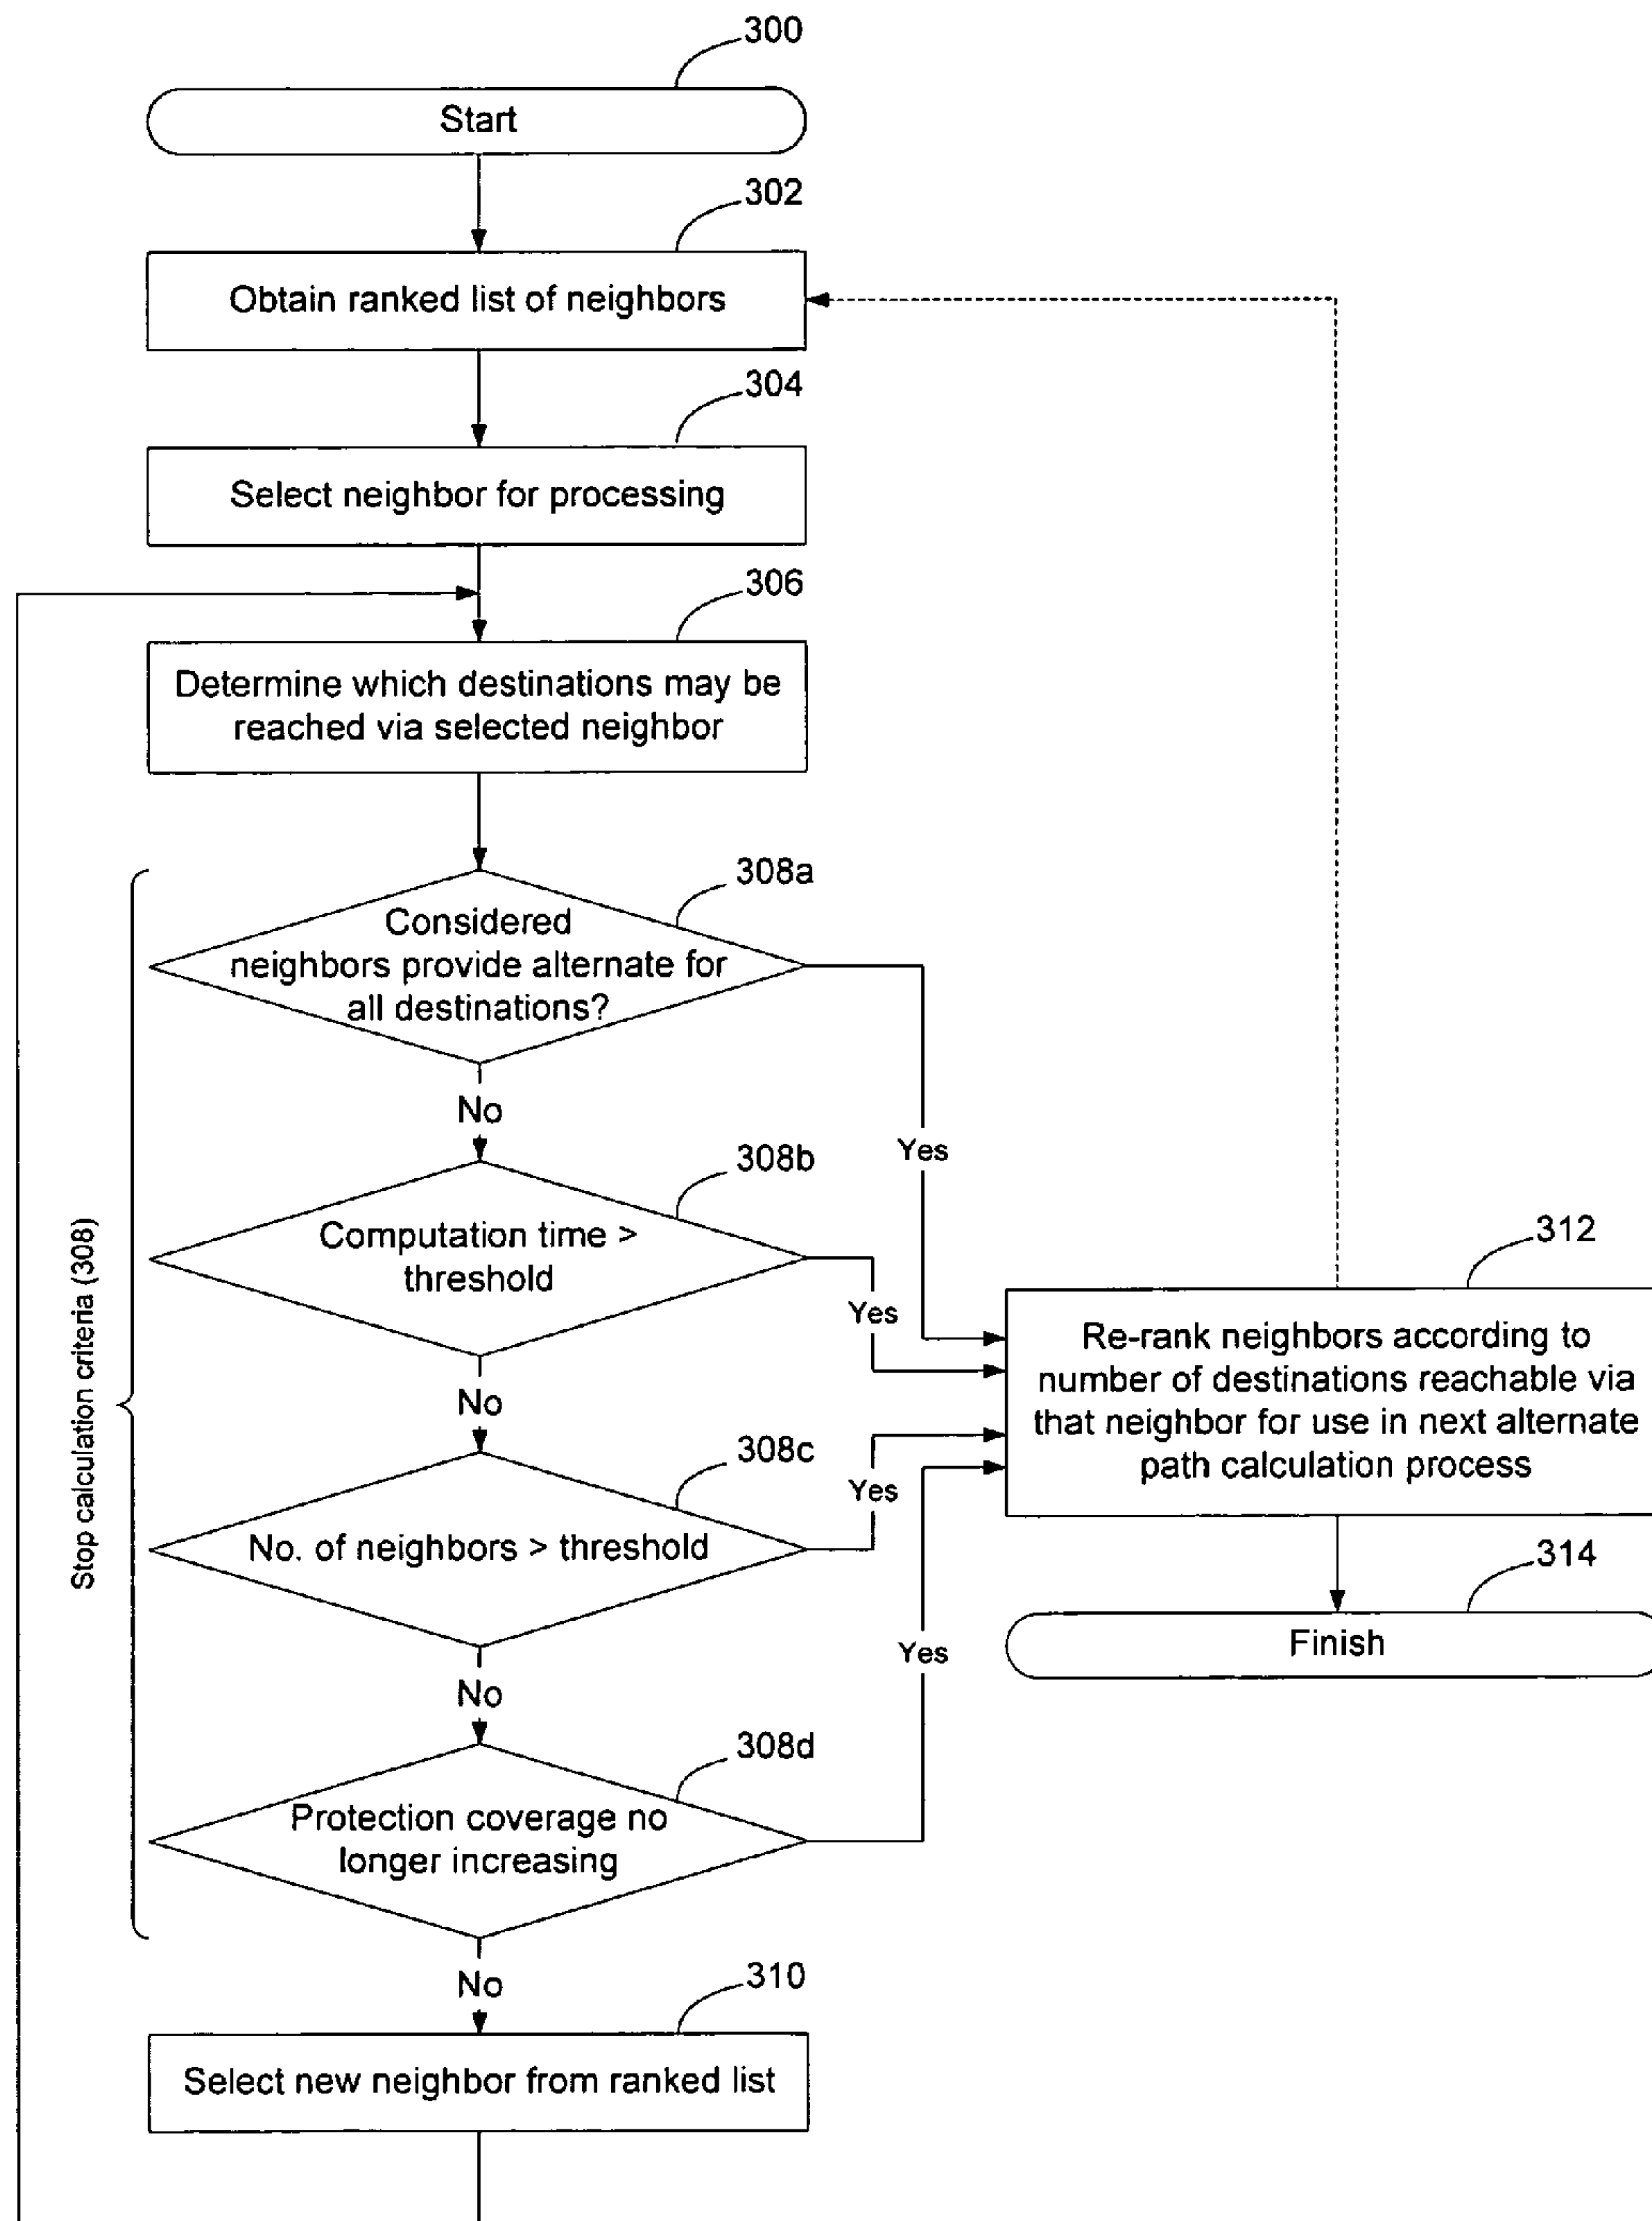 300
Start
302
Obtain ranked list of neighbors
304
Select neighbor for processing
306
Determine which destinations may be
reached via selected neighbor
308a
Considered
neighbors provide alternate for
all destinations?
No
Yes
308b
Computation time >
threshold
Yes
No
308c
No. of neighbors > threshold
Yes
No
308d
Protection coverage no
longer increasing
Yes
No
310
Select new neighbor from ranked list
Stop calculation criteria (308)
312
Re-rank neighbors according to
number of destinations reachable via
that neighbor for use in next alternate
path calculation process
314
Finish